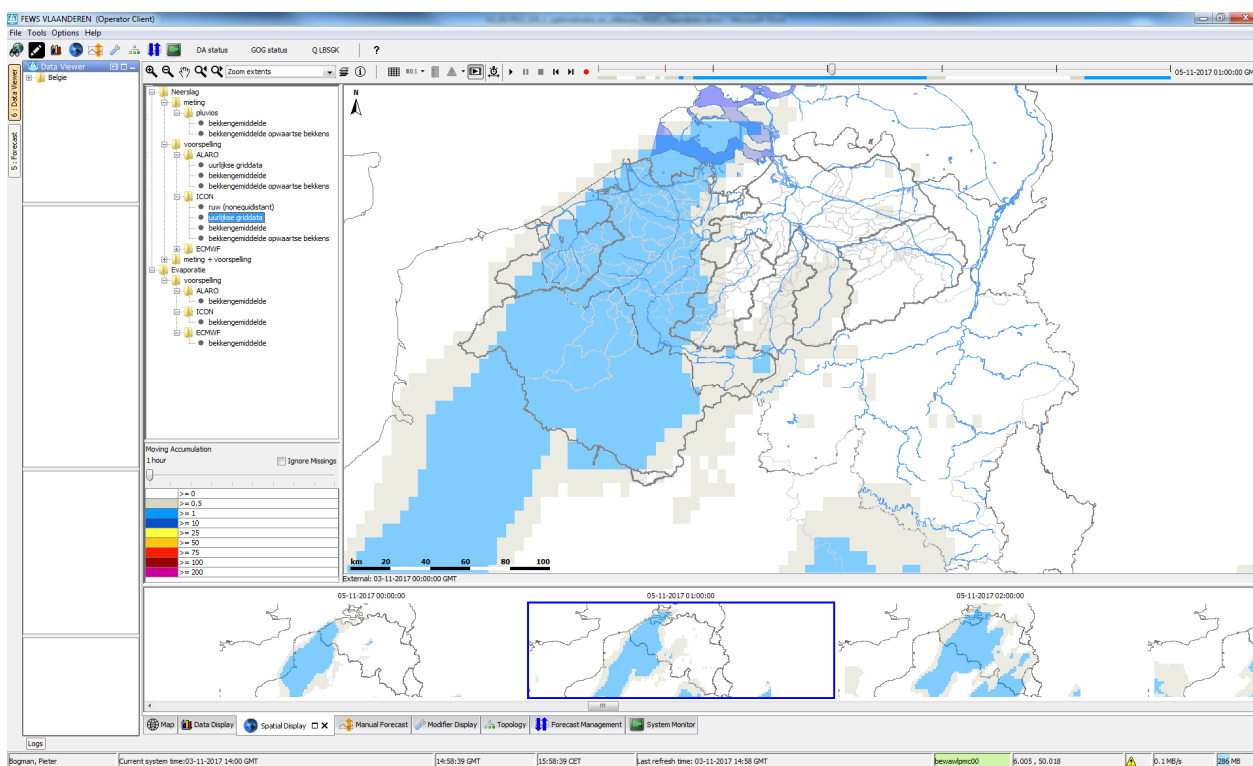 FEWS VLAANDEREN (Operator Client)
File Tools Options Help
DA status GOG status Q LBSGK ?
Data Viewer
Zoom extents
05-11-2017 01:00:00 GM
6 : Data Viewer
5 : Forecast
Belgie
Neerslag
meting
pluvios
bekkengemiddelde
bekkengemiddelde opwaartse bekkens
voorspelling
ALARO
uurlijkse griddata
bekkengemiddelde
bekkengemiddelde opwaartse bekkens
ICON
ruw (nonequidistant)
uurlijkse griddata
bekkengemiddelde
bekkengemiddelde opwaartse bekkens
ECMWF
meting + voorspelling
Evaporatie
voorspelling
ALARO
bekkengemiddelde
ICON
bekkengemiddelde
ECMWF
bekkengemiddelde
N
Moving Accumulation
1 hour Ignore Missings
>= 0
>= 0.5
>= 1
>= 10
>= 25
>= 50
>= 75
>= 100
>= 200
km 20 40 60 80 100
External: 03-11-2017 00:00:00 GMT
05-11-2017 00:00:00 05-11-2017 01:00:00 05-11-2017 02:00:00
Map Data Display Spatial Display Manual Forecast Modifier Display Topology Forecast Management System Monitor
Logs
Bogman, Pieter Current system time:03-11-2017 14:00 GMT 14:58:39 GMT 15:58:39 CET Last refresh time: 03-11-2017 14:58 GMT bewawlpmc00 6.005 , 50.018 0.1 MB/s 286 MB